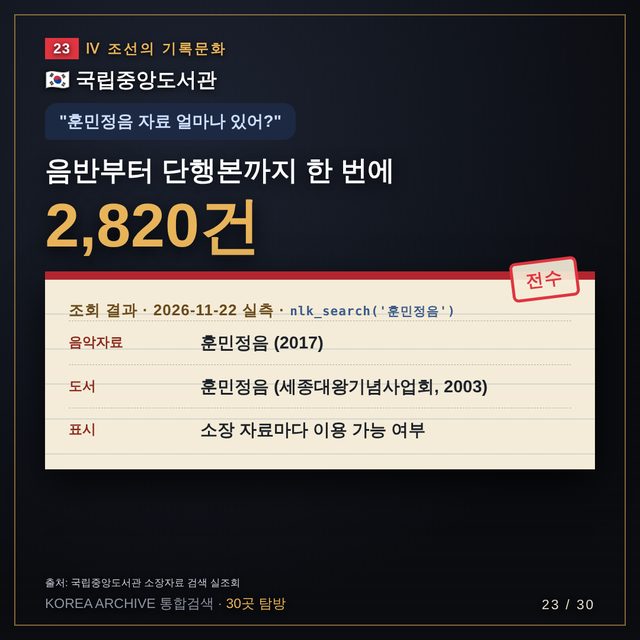 23 Ⅳ 조선의 기록문화
🇰🇷 국립중앙도서관
"훈민정음 자료 얼마나 있어?"
음반부터 단행본까지 한 번에
2,820건
전수
조회 결과 · 2026-11-22 실측 · nlk_search('훈민정음')
음악자료 훈민정음 (2017)
도서 훈민정음 (세종대왕기념사업회, 2003)
표시 소장 자료마다 이용 가능 여부
출처: 국립중앙도서관 소장자료 검색 실조회
KOREA ARCHIVE 통합검색 · 30곳 탐방
23 / 30